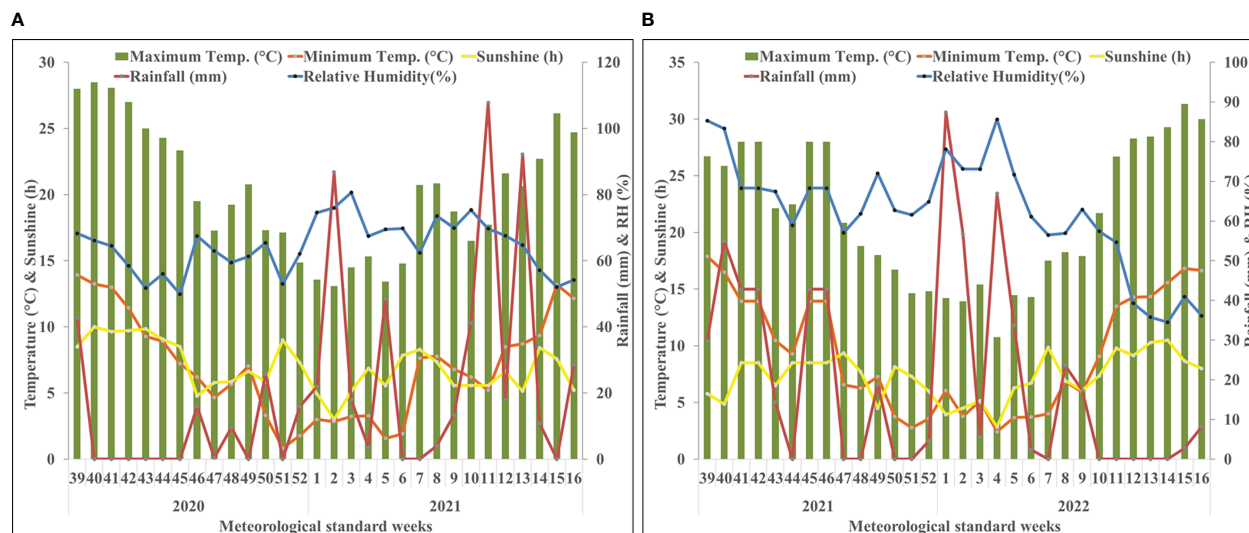 A
Maximum Temp. (°C) Minimum Temp. (°C) Sunshine (h)
Rainfall (mm) Relative Humidity(%)
Temperature (°C) & Sunshine (h)
30
25
20
15
10
5
0
120
100
80
60
40
20
0
Rainfall (mm) & RH (%)
39 40 41 42 43 44 45 46 47 48 49 50 51 52 1 2 3 4 5 6 7 8 9 10 11 12 13 14 15 16
2020 2021
Meteorological standard weeks
B
Maximum Temp. (°C) Minimum Temp. (°C) Sunshine (h)
Rainfall (mm) Relative Humidity(%)
Temperature (°C) & Sunshine (h)
35
30
25
20
15
10
5
0
100
90
80
70
60
50
40
30
20
10
0
Rainfall (mm) & RH (%)
39 40 41 42 43 44 45 46 47 48 49 50 51 52 1 2 3 4 5 6 7 8 9 10 11 12 13 14 15 16
2021 2022
Meteorological standard weeks